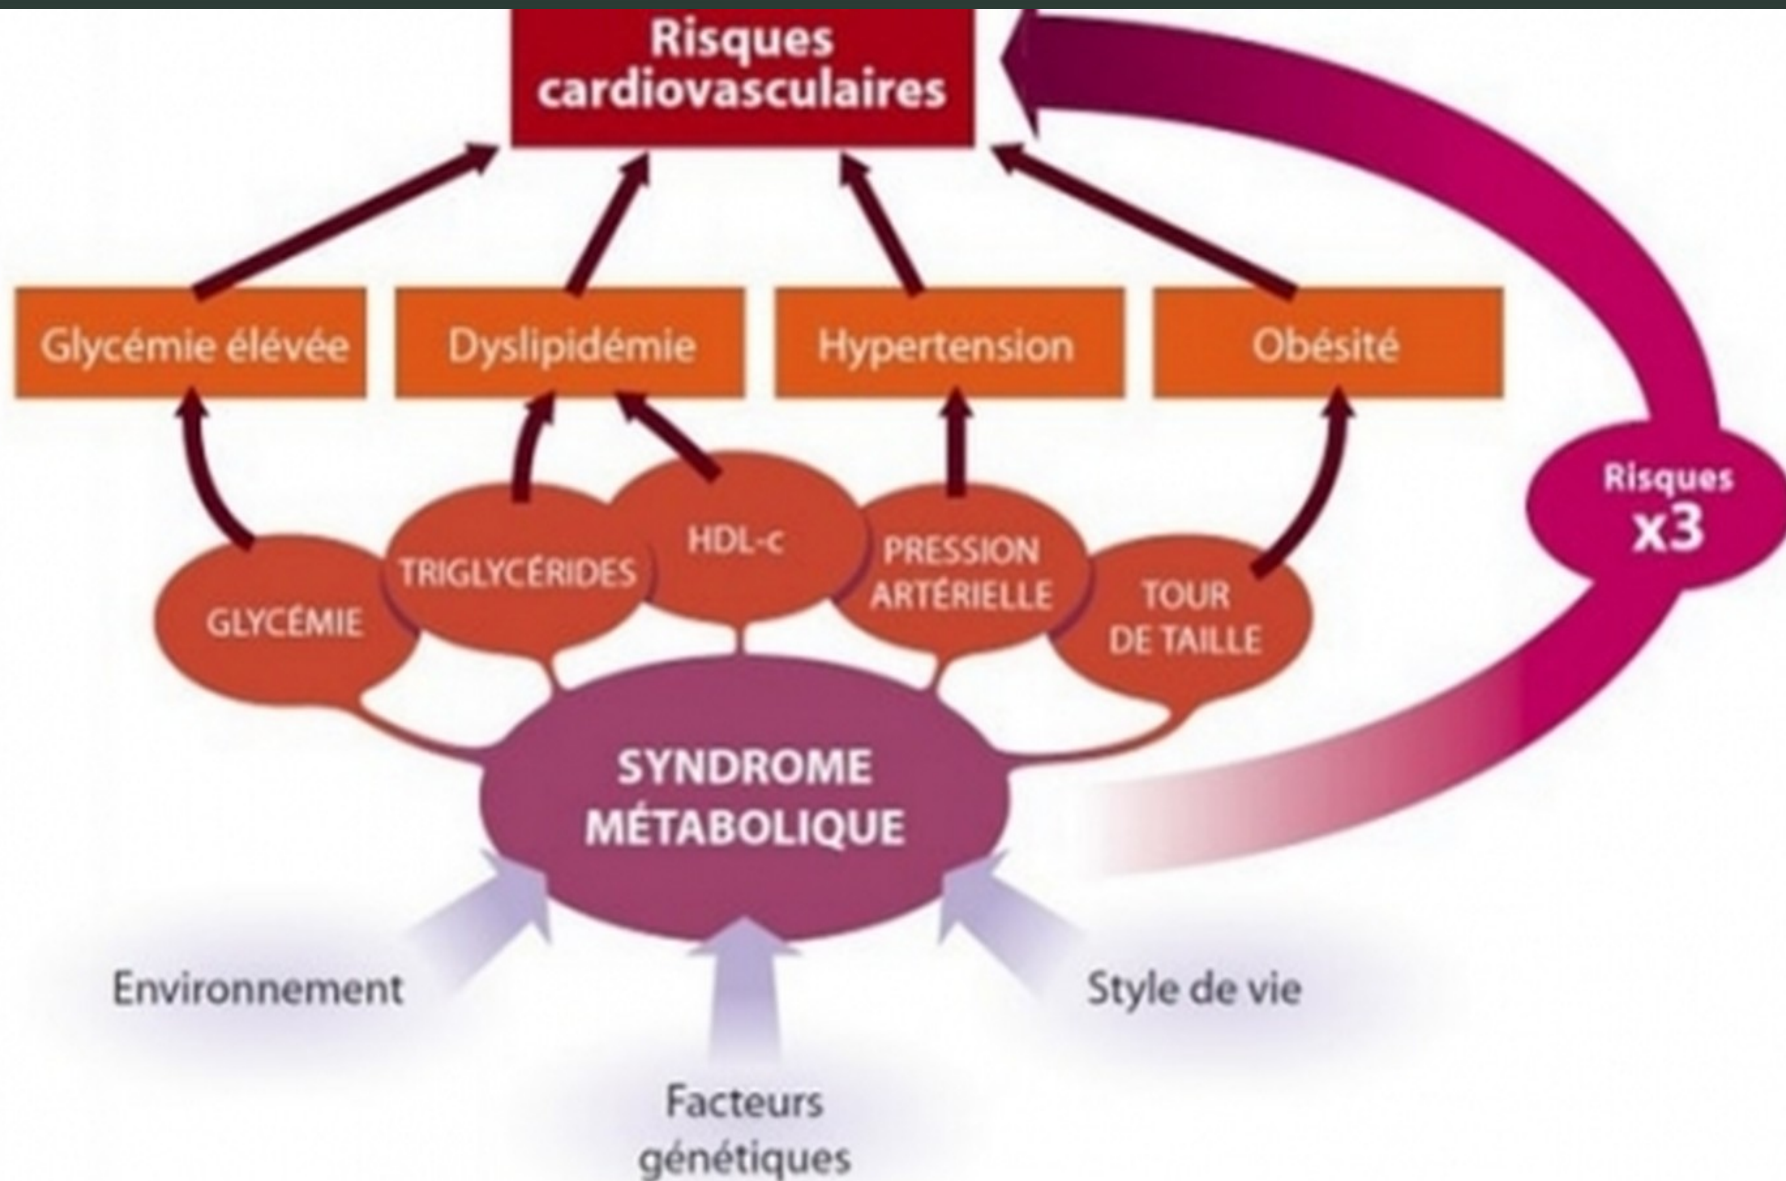 Risques
cardiovasculaires
Glycémie élévée
Dyslipidémie
Hypertension
Obésité
Risques
x3
GLYCÉMIE
TRIGLYCÉRIDES
HDL-c
PRESSION
ARTÉRIELLE
TOUR
DE TAILLE
SYNDROME
MÉTABOLIQUE
Environnement
Facteurs
génétiques
Style de vie